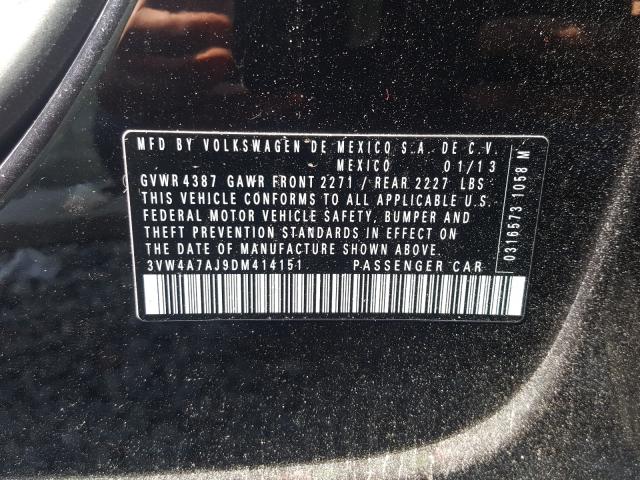 MFD BY VOLKSWAGEN DE MEXICO S.A. DE C.V.
MEXICO 01/13
GVWR 4387 GAWR FRONT 2271 / REAR 2227 LBS
THIS VEHICLE CONFORMS TO ALL APPLICABLE U.S.
FEDERAL MOTOR VEHICLE SAFETY, BUMPER AND
THEFT PREVENTION STANDARDS IN EFFECT ON
THE DATE OF MANUFACTURE SHOWN ABOVE.
3VW4A7AJ9DM414151 PASSENGER CAR
0316573 1058 M